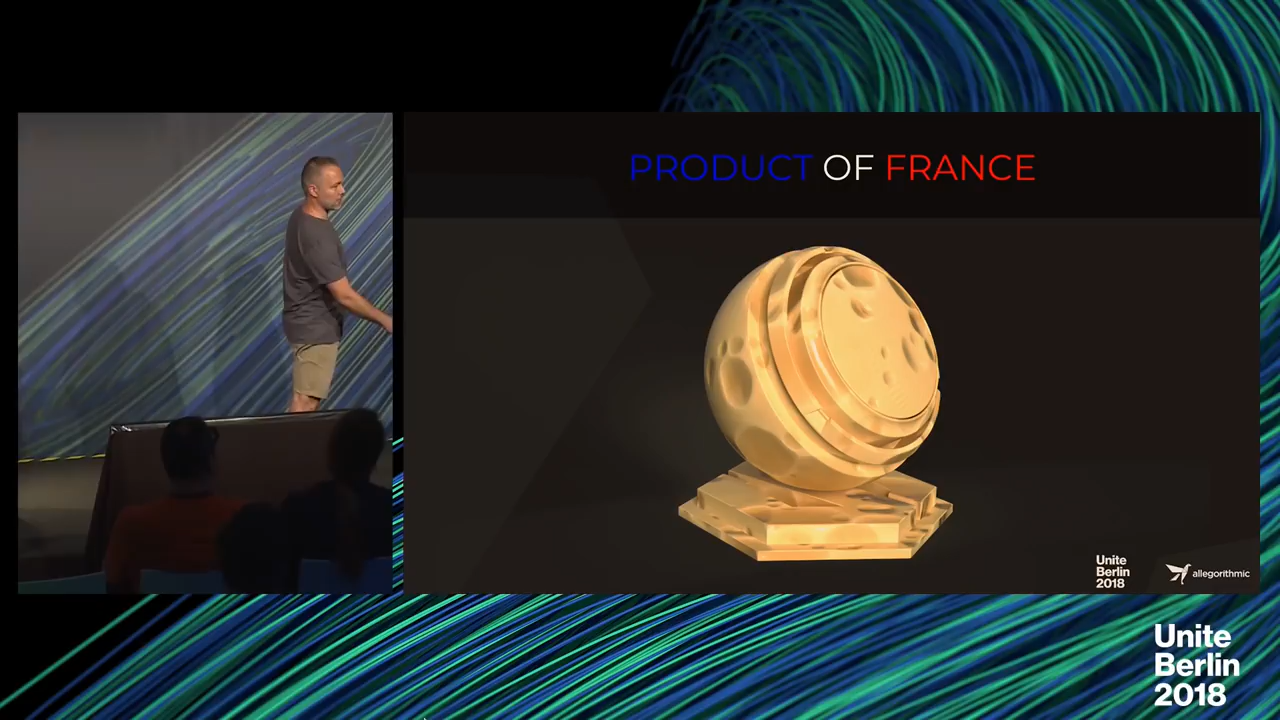 PRODUCT OF FRANCE
Unite
Berlin
2018
allegorithmic
Unite
Berlin
2018